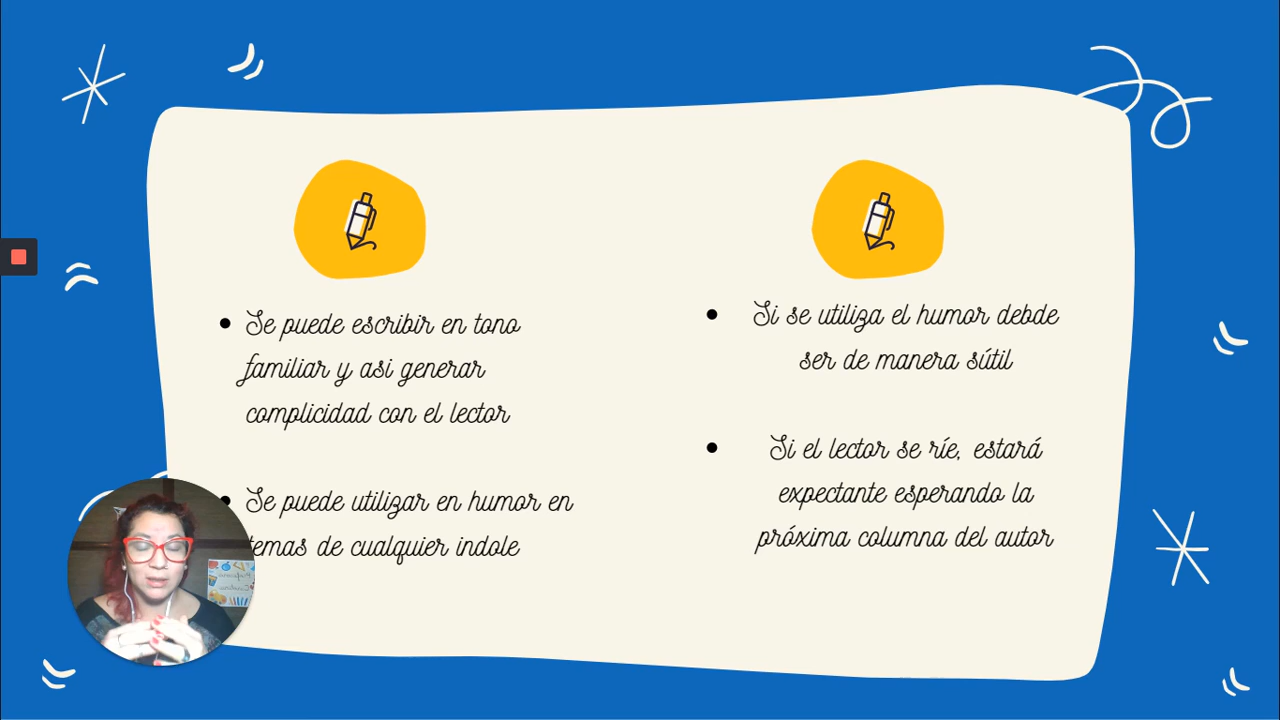 Se puede escribir en tono
familiar y asi generar
complicidad con el lector
Se puede utilizar en humor en
temas de cualquier indole
Si se utiliza el humor debde
ser de manera sútil
Si el lector se ríe, estará
expectante esperando la
próxima columna del autor